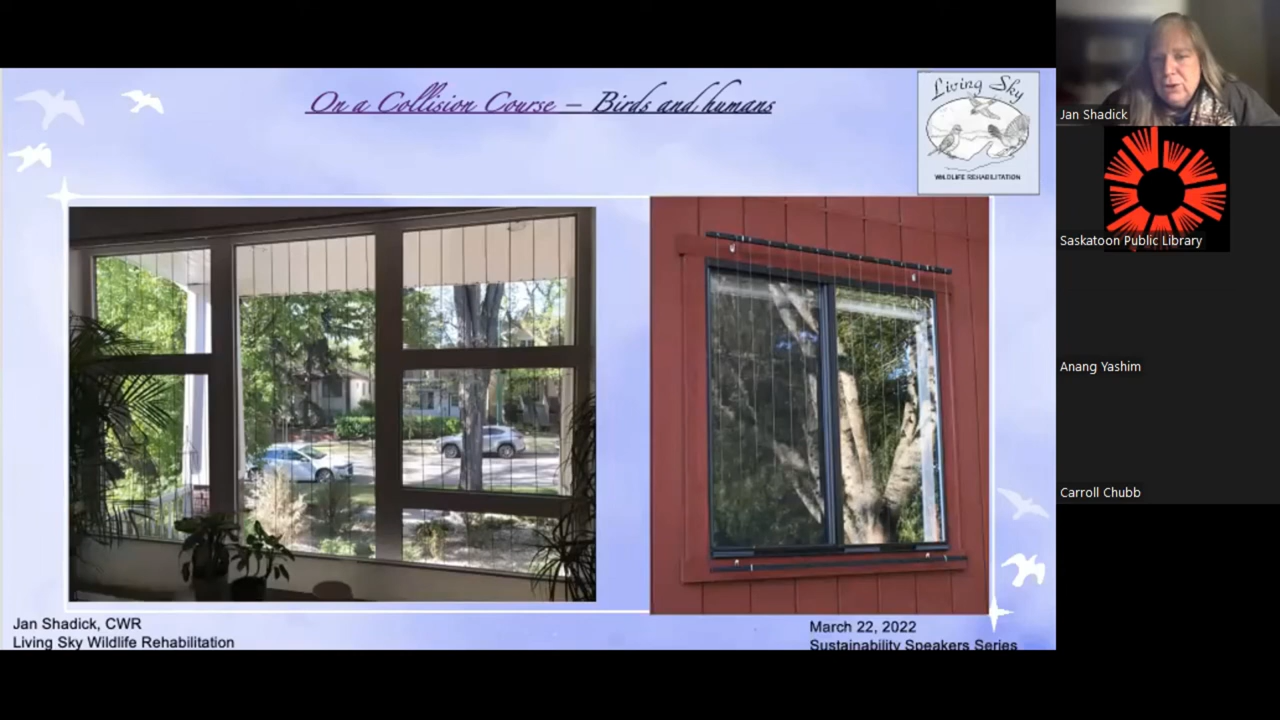 On a Collision Course – Birds and humans
Living Sky
WILDLIFE REHABILITATION
Jan Shadick, CWR
Living Sky Wildlife Rehabilitation
March 22, 2022
Sustainability Speakers Series
Jan Shadick
Saskatoon Public Library
Anang Yashim
Carroll Chubb